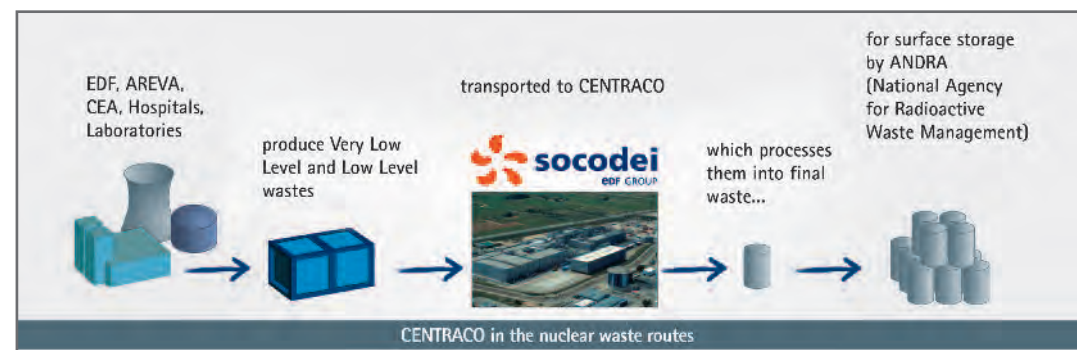 EDF, AREVA,
CEA, Hospitals,
Laboratories
produce Very Low
Level and Low Level
wastes
transported to CENTRACO
socodei
EDF GROUP
which processes
them into final
waste...
for surface storage
by ANDRA
(National Agency
for Radioactive
Waste Management)
CENTRACO in the nuclear waste routes